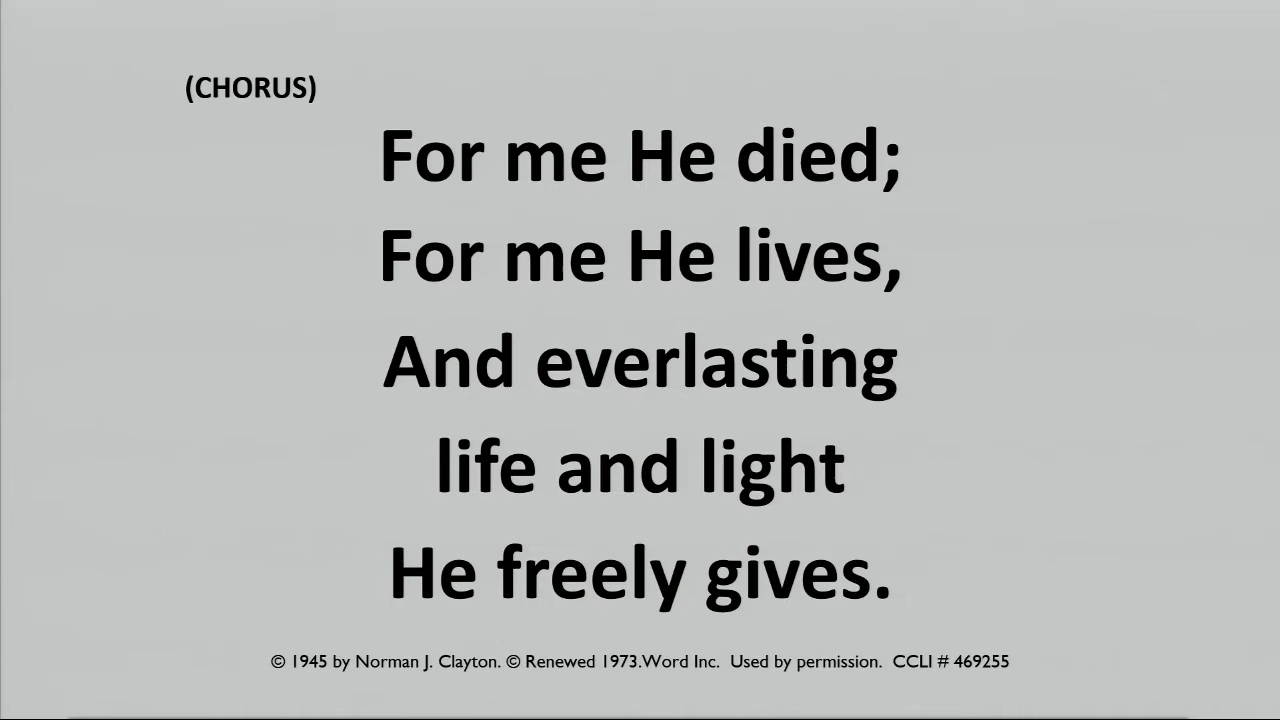 (CHORUS)
For me He died;
For me He lives,
And everlasting
life and light
He freely gives.
© 1945 by Norman J. Clayton. © Renewed 1973.Word Inc.  Used by permission.  CCLI # 469255